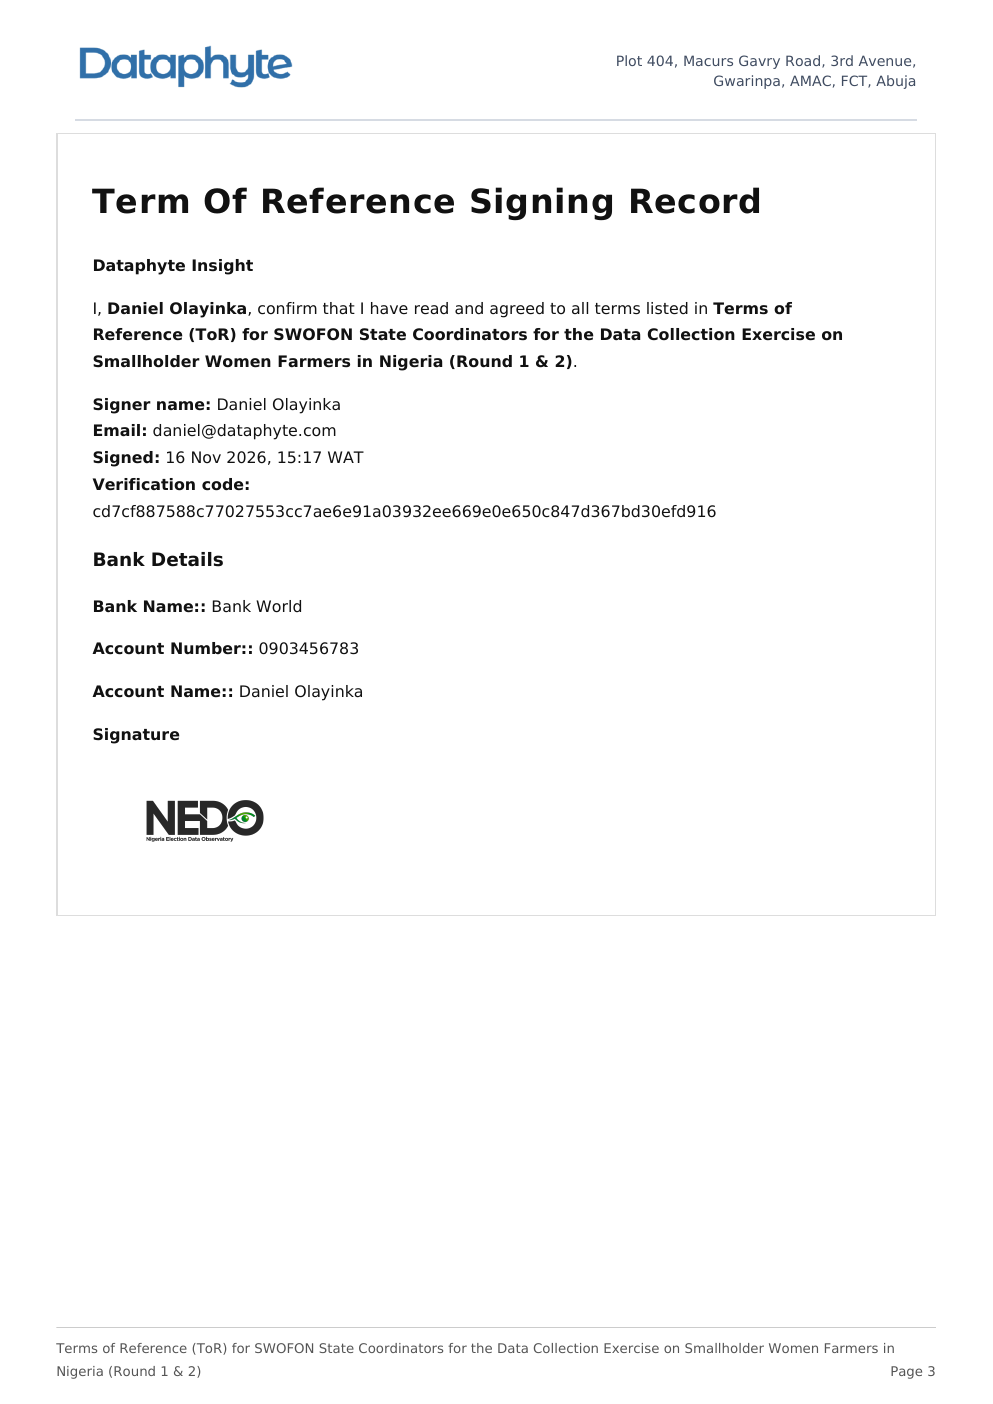 Dataphyte
Plot 404, Macurs Gavry Road, 3rd Avenue,
Gwarinpa, AMAC, FCT, Abuja
Term Of Reference Signing Record
Dataphyte Insight
I, Daniel Olayinka, confirm that I have read and agreed to all terms listed in Terms of
Reference (ToR) for SWOFON State Coordinators for the Data Collection Exercise on
Smallholder Women Farmers in Nigeria (Round 1 & 2).
Signer name: Daniel Olayinka
Email: daniel@dataphyte.com
Signed: 16 Nov 2026, 15:17 WAT
Verification code:
cd7cf887588c77027553cc7ae6e91a03932ee669e0e650c847d367bd30efd916
Bank Details
Bank Name:: Bank World
Account Number:: 0903456783
Account Name:: Daniel Olayinka
Signature
NEDO
Nigeria Election Data Observatory
Terms of Reference (ToR) for SWOFON State Coordinators for the Data Collection Exercise on Smallholder Women Farmers in
Nigeria (Round 1 & 2)
Page 3